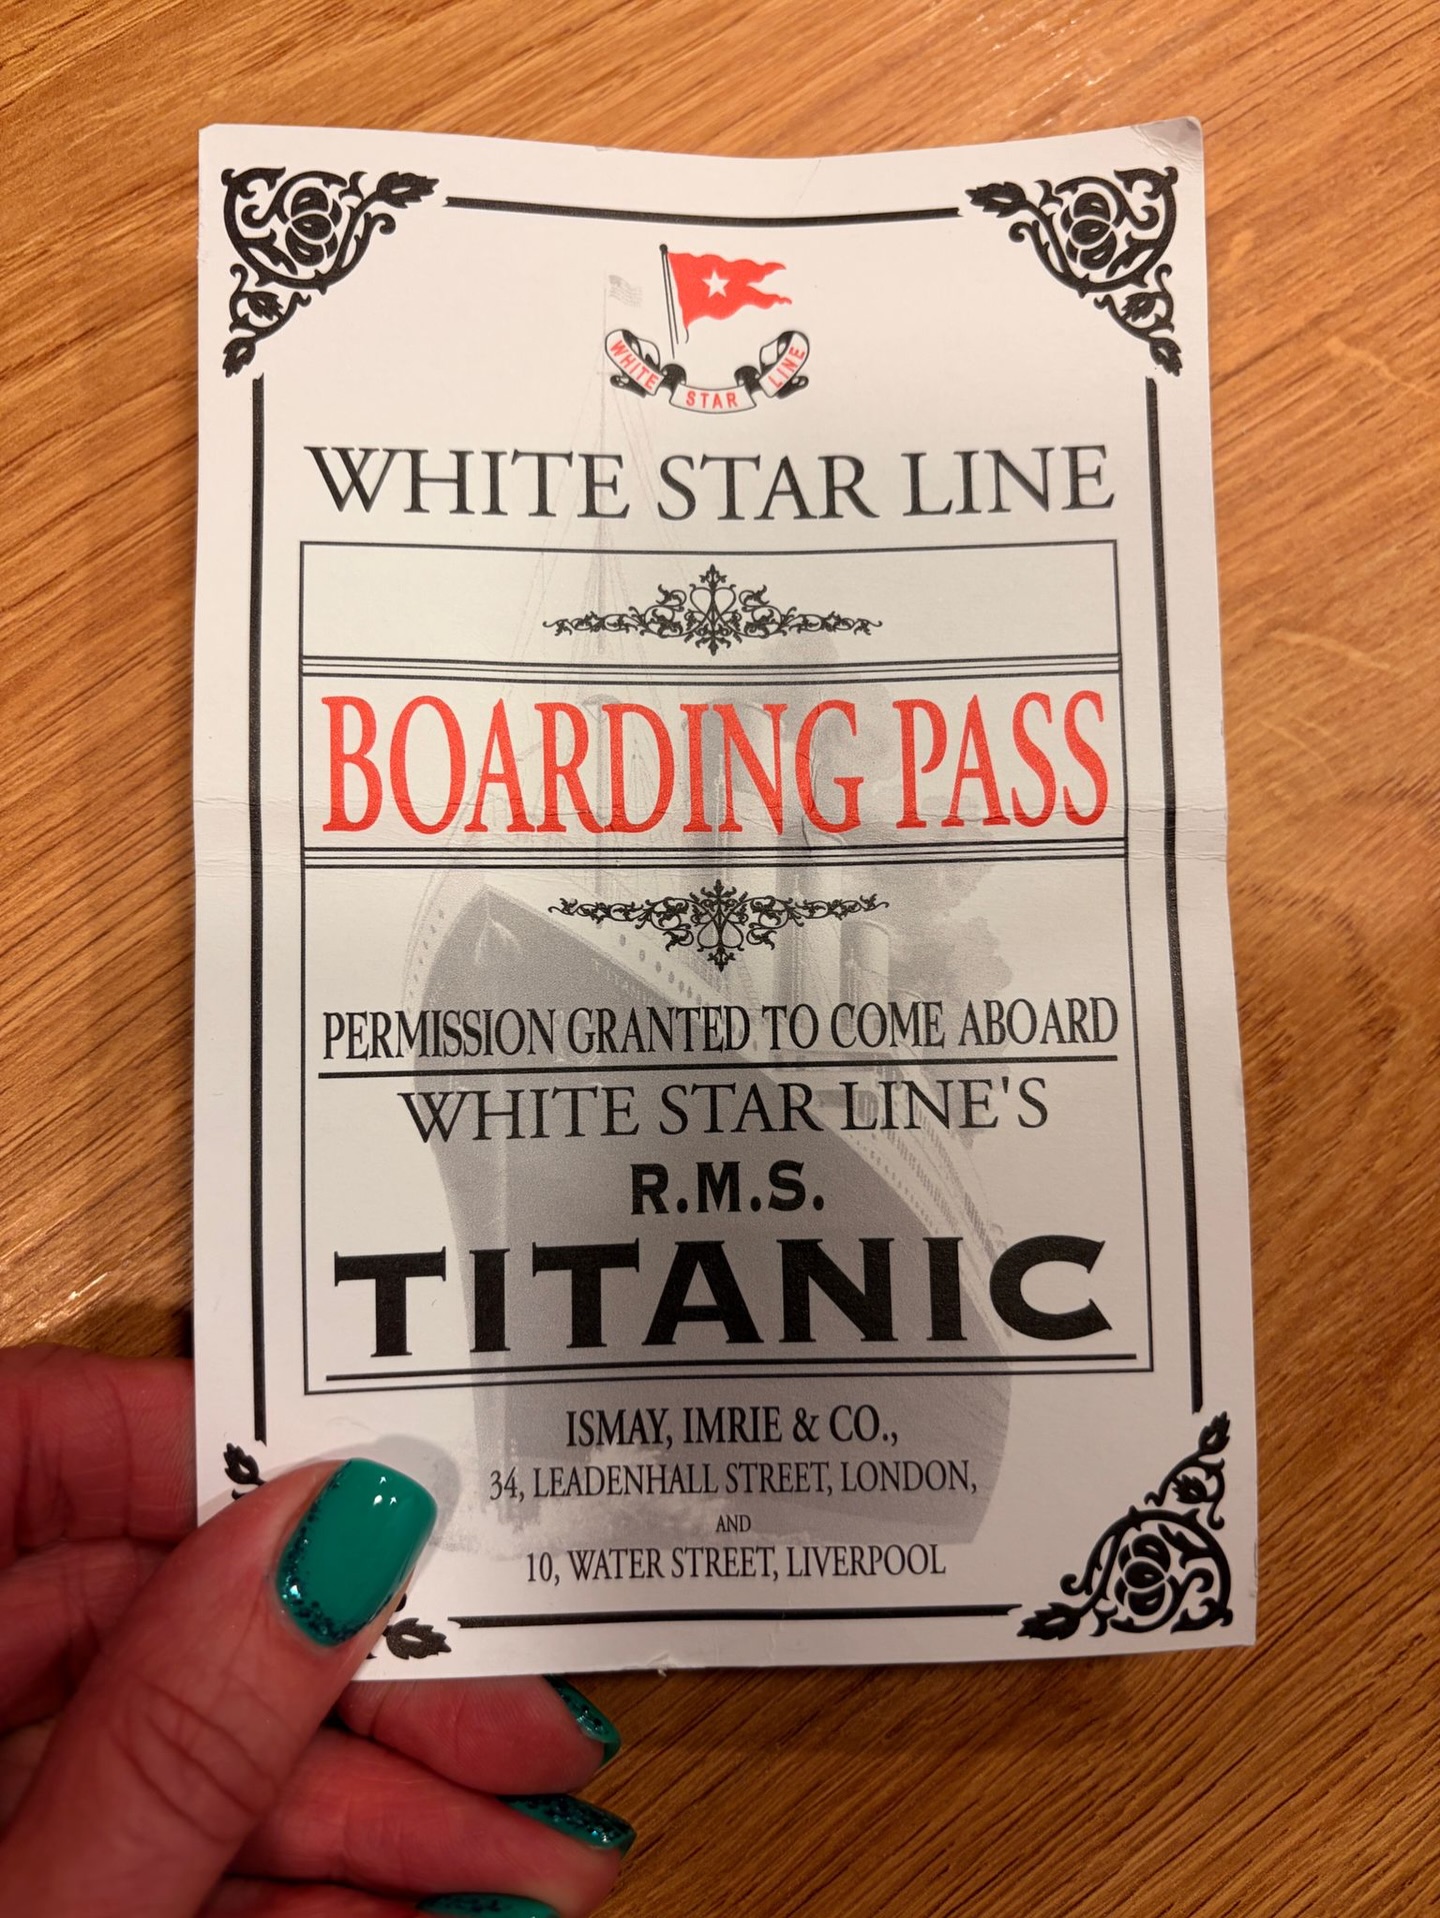 WHITE STAR LINE
WHITE STAR LINE
BOARDING PASS
PERMISSION GRANTED TO COME ABOARD
WHITE STAR LINE'S
R.M.S.
TITANIC
ISMAY, IMRIE & CO.,
34, LEADENHALL STREET, LONDON,
AND
10, WATER STREET, LIVERPOOL